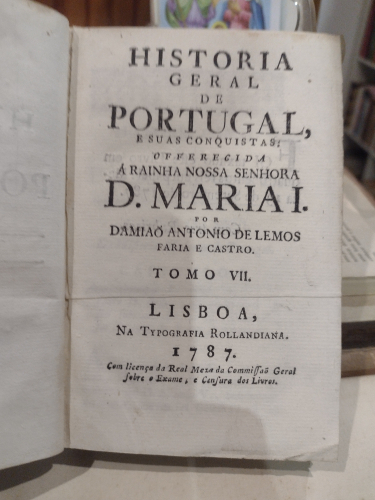 HISTORIA
GERAL
DE
PORTUGAL,
E SUAS CONQUISTAS;
OFFERECIDA
Á RAINHA NOSSA SENHORA
D. MARIA I.
POR
DAMIAÕ ANTONIO DE LEMOS
FARIA E CASTRO.
TOMO VII.
LISBOA,
NA TYPOGRAFIA ROLLANDIANA.
1787.
Com licença da Real Meza da Commissaõ Geral
sobre o Exame, e Censura dos Livros.